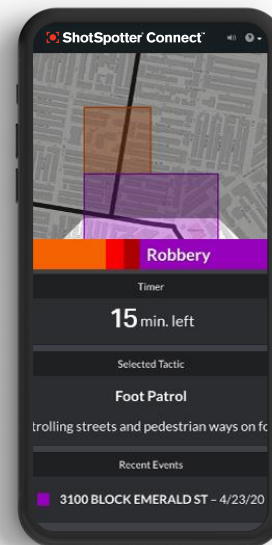 ShotSpotter Connect™
Robbery
Timer
15 min. left
Selected Tactic
Foot Patrol
trolling streets and pedestrian ways on fo
Recent Events
3100 BLOCK EMERALD ST – 4/23/20